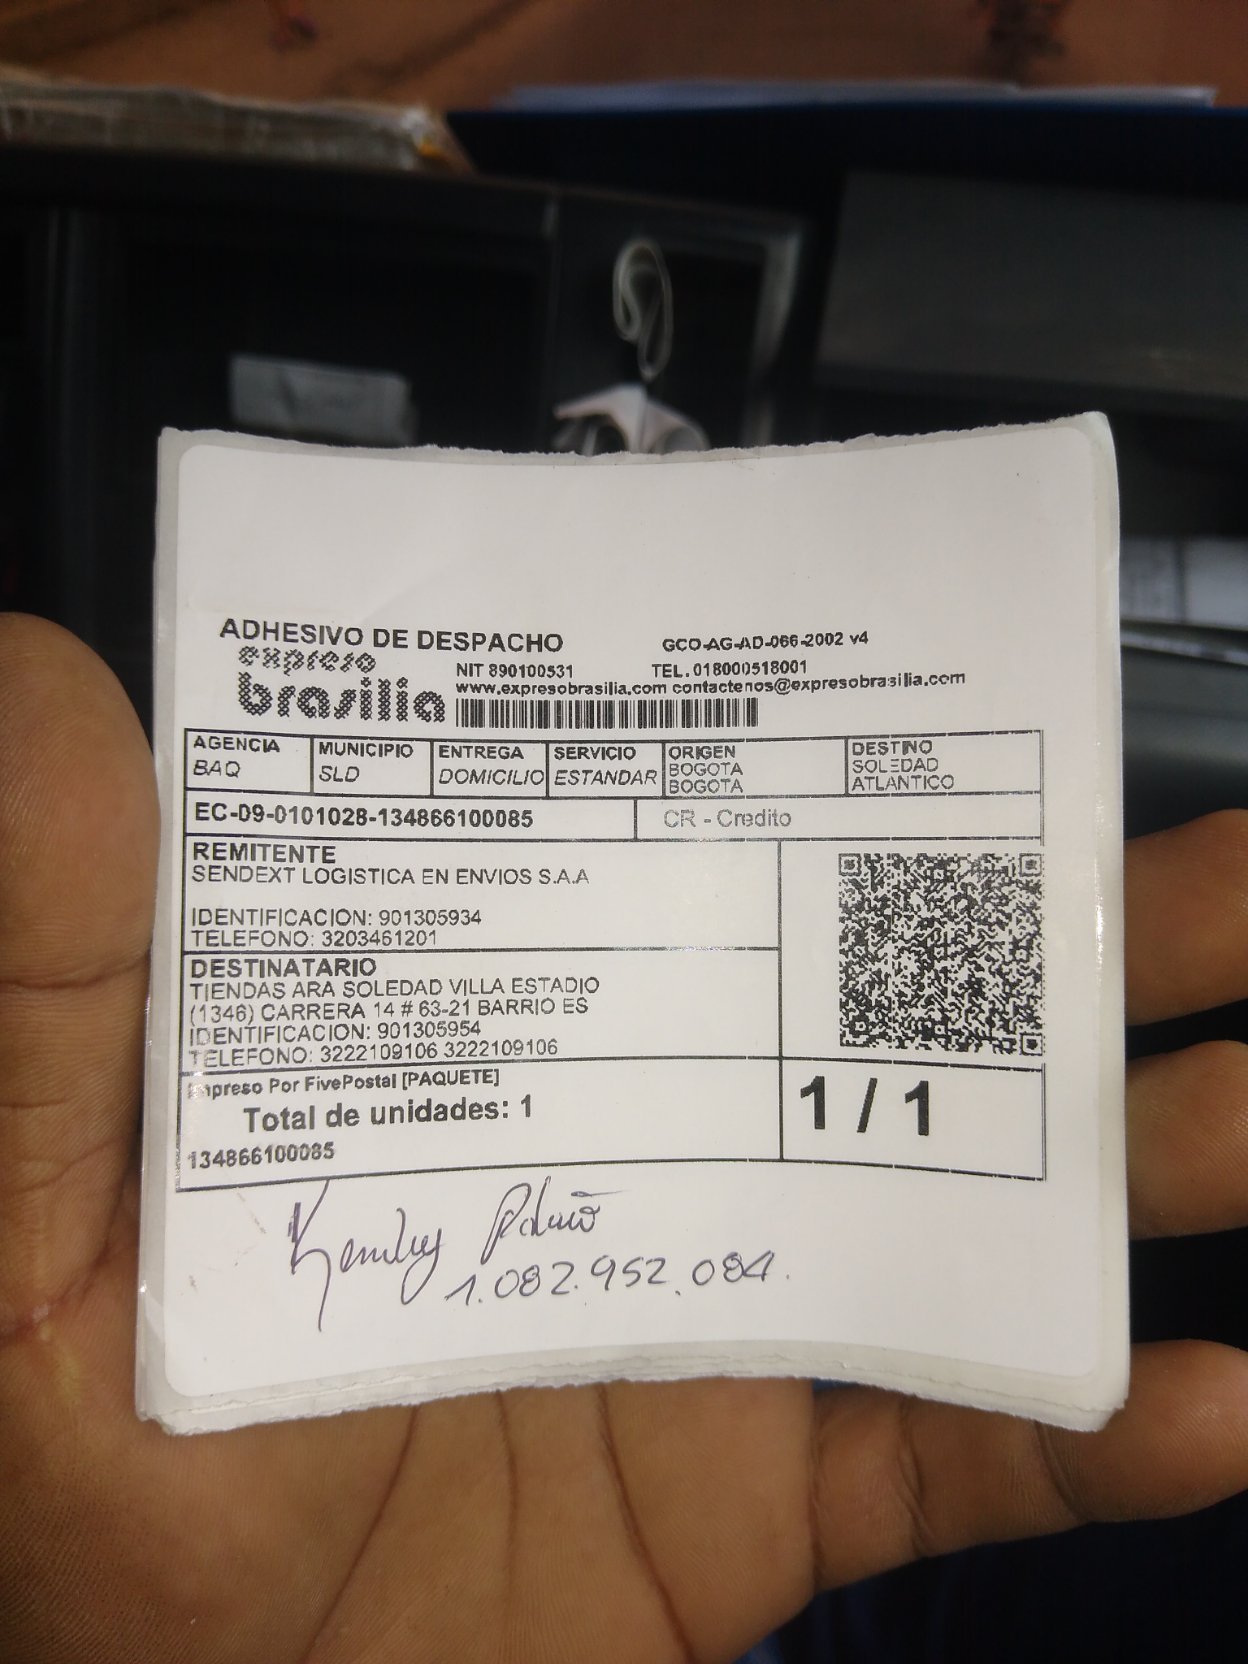 ADHESIVO DE DESPACHO GCO-AG-AD-066-2002 v4
expreso
brasilia
NIT 890100531 TEL. 018000518001
www.expresobrasilia.com contactenos@expresobrasilia.com
AGENCIA
BAQ
MUNICIPIO
SLD
ENTREGA
DOMICILIO
SERVICIO
ESTANDAR
ORIGEN
BOGOTA
BOGOTA
DESTINO
SOLEDAD
ATLANTICO
EC-09-0101028-134866100085 CR - Credito
REMITENTE
SENDEXT LOGISTICA EN ENVIOS S.A.A
IDENTIFICACION: 901305934
TELEFONO: 3203461201
DESTINATARIO
TIENDAS ARA SOLEDAD VILLA ESTADIO
(1346) CARRERA 14 # 63-21 BARRIO ES
IDENTIFICACION: 901305954
TELEFONO: 3222109106 3222109106
Impreso Por FivePostal [PAQUETE]
Total de unidades: 1
1 / 1
134866100085
1.082.952.084.